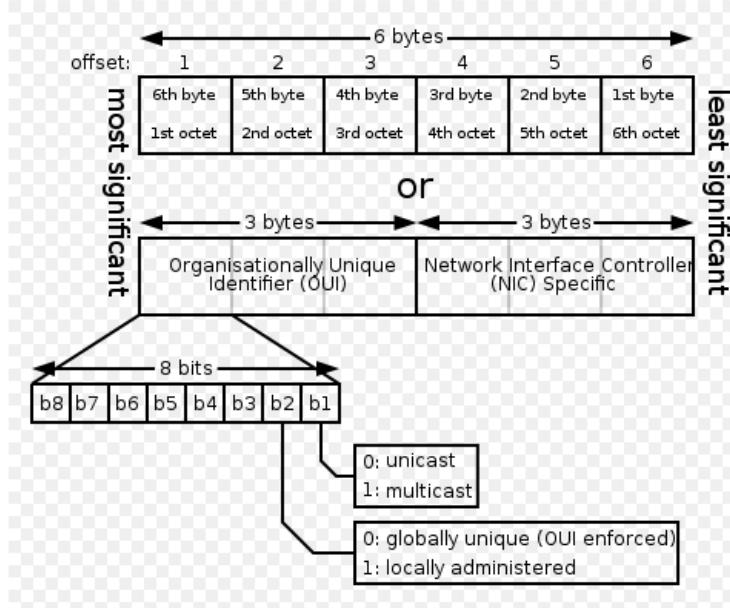 6 bytes
offset: 1 2 3 4 5 6
6th byte 5th byte 4th byte 3rd byte 2nd byte 1st byte
1st octet 2nd octet 3rd octet 4th octet 5th octet 6th octet
most significant
least significant
or
3 bytes 3 bytes
Organisationally Unique Network Interface Controller
Identifier (OUI) (NIC) Specific
8 bits
b8 b7 b6 b5 b4 b3 b2 b1
0: unicast
1: multicast
0: globally unique (OUI enforced)
1: locally administered